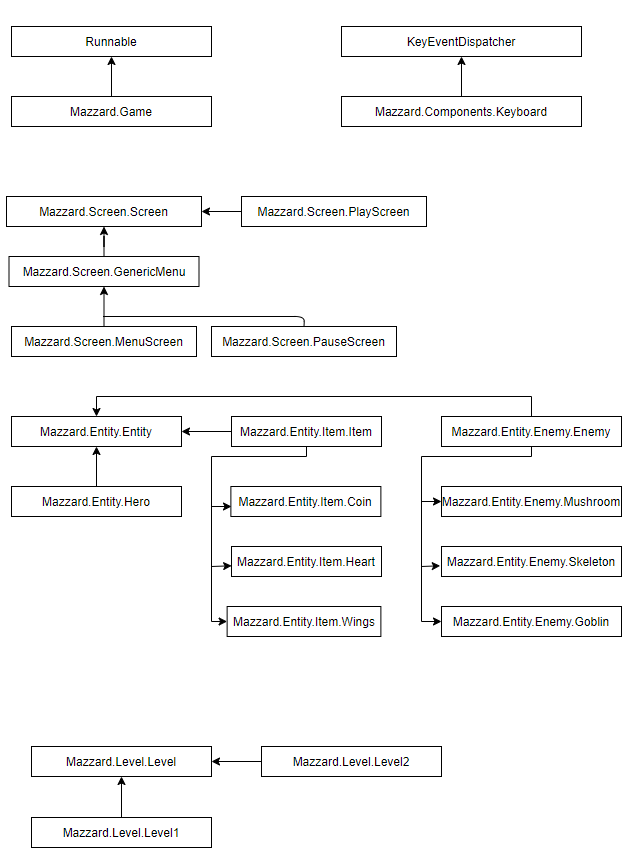 Runnable
KeyEventDispatcher
Mazzard.Game
Mazzard.Components.Keyboard
Mazzard.Screen.Screen
Mazzard.Screen.PlayScreen
Mazzard.Screen.GenericMenu
Mazzard.Screen.MenuScreen
Mazzard.Screen.PauseScreen
Mazzard.Entity.Entity
Mazzard.Entity.Item.Item
Mazzard.Entity.Enemy.Enemy
Mazzard.Entity.Hero
Mazzard.Entity.Item.Coin
Mazzard.Entity.Enemy.Mushroom
Mazzard.Entity.Item.Heart
Mazzard.Entity.Enemy.Skeleton
Mazzard.Entity.Item.Wings
Mazzard.Entity.Enemy.Goblin
Mazzard.Level.Level
Mazzard.Level.Level2
Mazzard.Level.Level1